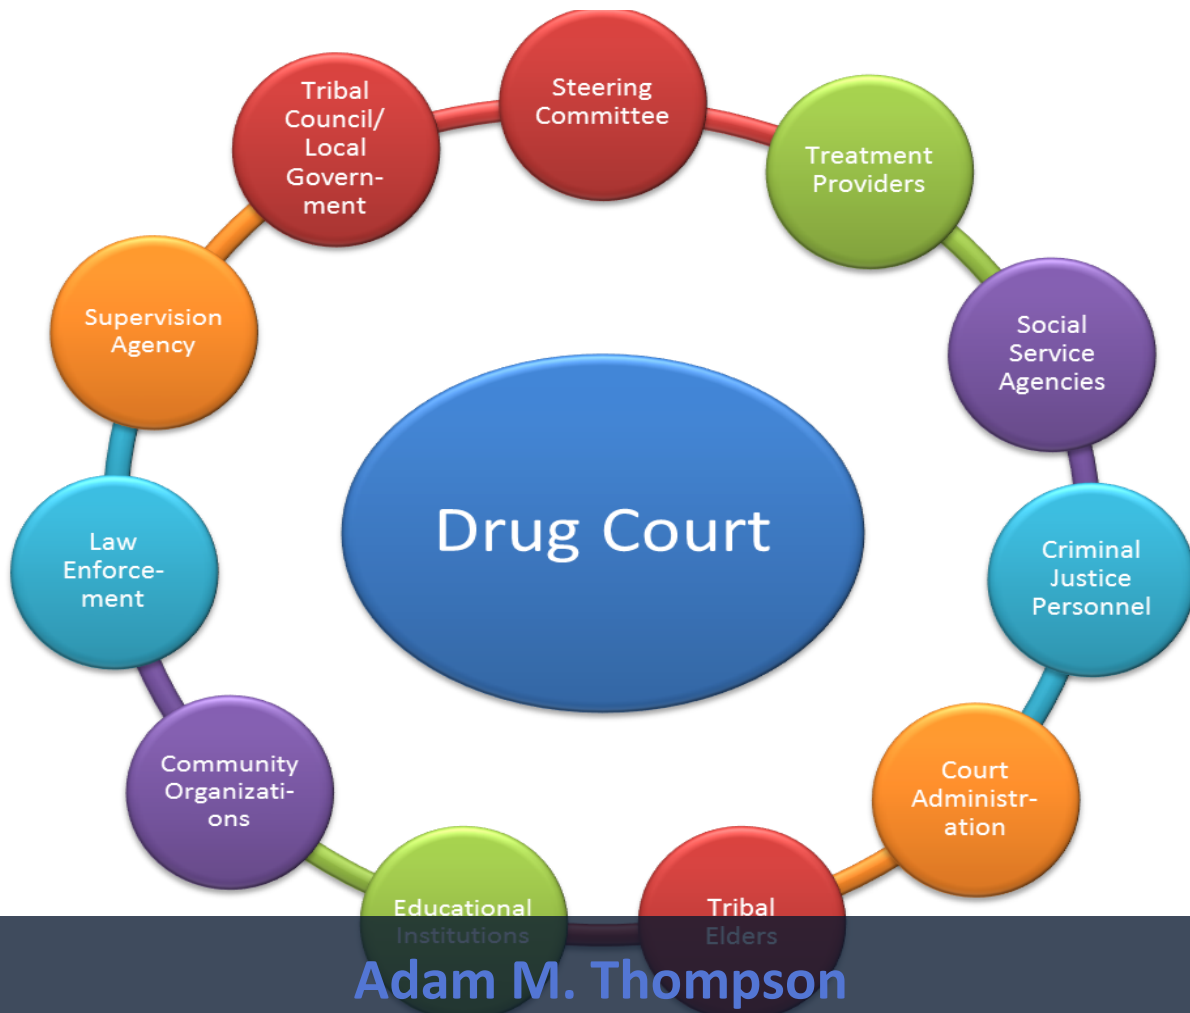 Steering
Committee
Treatment
Providers
Social
Service
Agencies
Criminal
Justice
Personnel
Court
Administr-
ation
Tribal
Elders
Educational
Institutions
Community
Organizati-
ons
Law
Enforce-
ment
Supervision
Agency
Tribal
Council/
Local
Govern-
ment
Drug Court
Adam M. Thompson